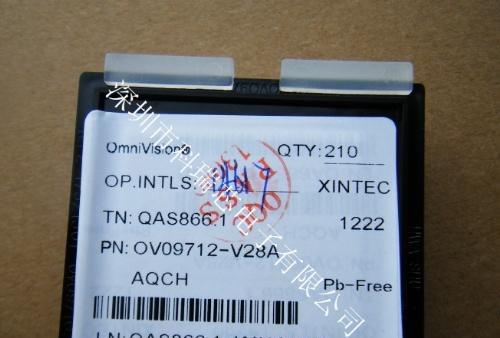 OmniVision® QTY:210
OP.INTLS: XINTEC
TN: QAS866.1 1222
PN: OV09712-V28A
AQCH Pb-Free
深圳市科瑞芯电子有限公司